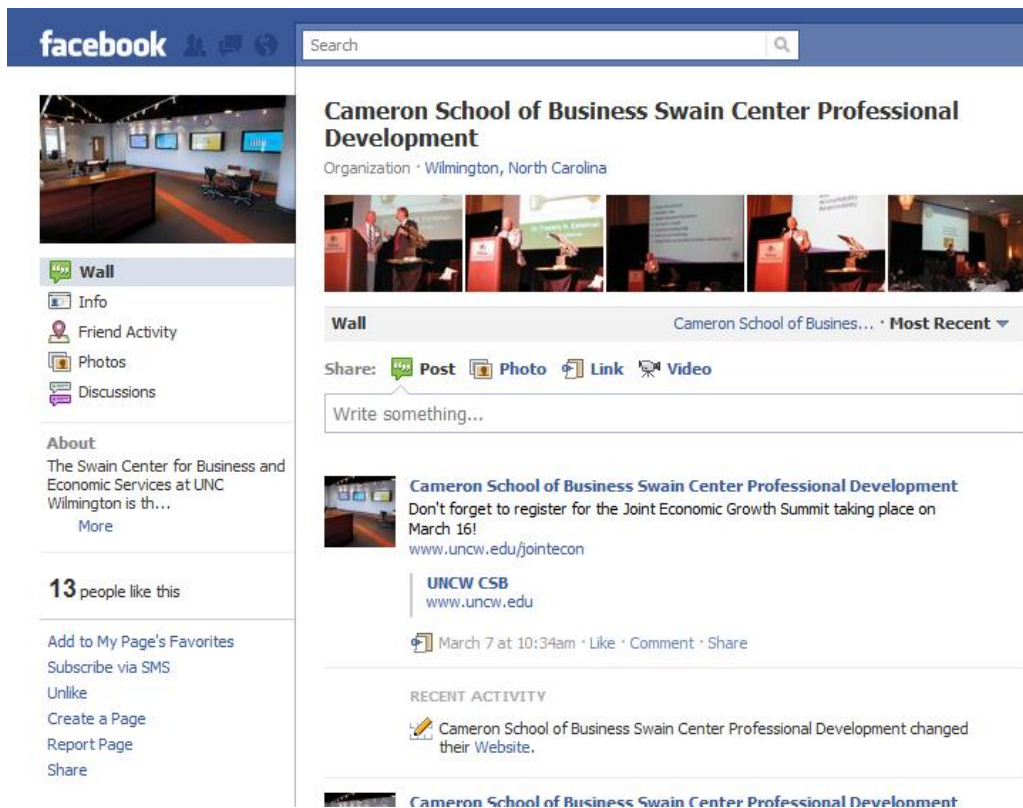 facebook
Search
Cameron School of Business Swain Center Professional
Development
Organization · Wilmington, North Carolina
Wall
Info
Friend Activity
Photos
Discussions
About
The Swain Center for Business and
Economic Services at UNC
Wilmington is th...
More
13 people like this
Add to My Page's Favorites
Subscribe via SMS
Unlike
Create a Page
Report Page
Share
Wall Cameron School of Busines... · Most Recent
Share: Post Photo Link Video
Write something...
Cameron School of Business Swain Center Professional Development
Don't forget to register for the Joint Economic Growth Summit taking place on
March 16!
www.uncw.edu/jointecon
UNCW CSB
www.uncw.edu
March 7 at 10:34am · Like · Comment · Share
RECENT ACTIVITY
Cameron School of Business Swain Center Professional Development changed
their Website.
Cameron School of Business Swain Center Professional Development